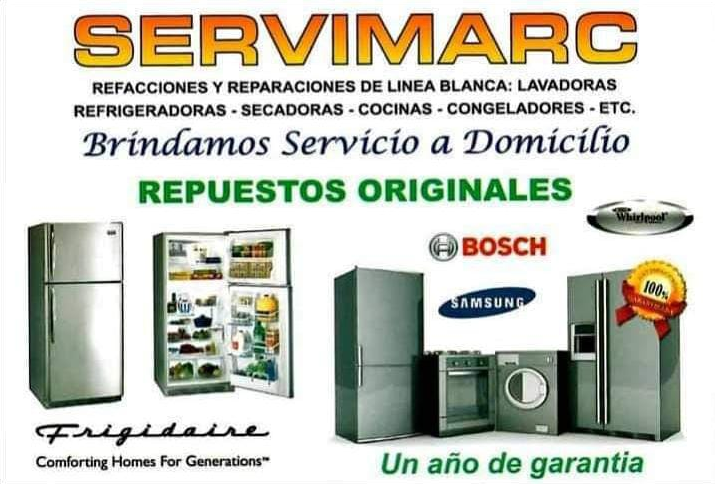 SERVIMARC
REFACCIONES Y REPARACIONES DE LINEA BLANCA: LAVADORAS
REFRIGERADORAS - SECADORAS - COCINAS - CONGELADORES - ETC.
Brindamos Servicio a Domicilio
REPUESTOS ORIGINALES
Whirlpool
BOSCH
SAMSUNG
100%
Frigidaire
Comforting Homes For Generations™
Un año de garantia